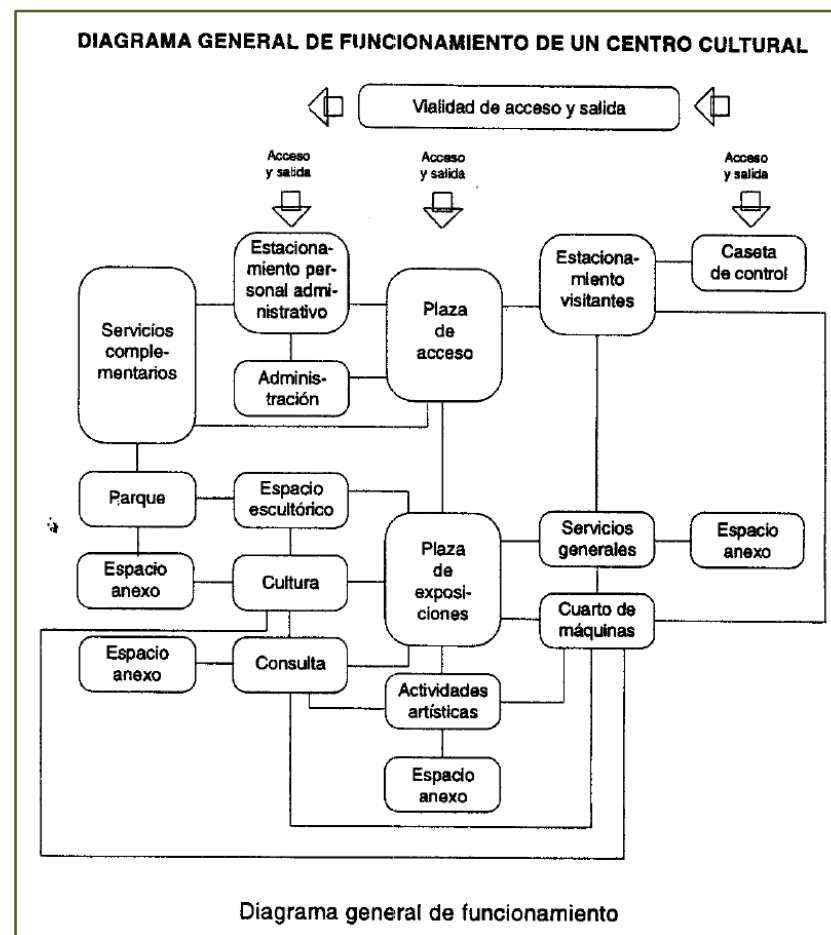 DIAGRAMA GENERAL DE FUNCIONAMIENTO DE UN CENTRO CULTURAL
Vialidad de acceso y salida
Acceso
y salida
Acceso
y salida
Acceso
y salida
Estaciona-
miento per-
sonal admi-
nistrativo
Plaza
de
acceso
Estaciona-
miento
visitantes
Caseta
de control
Servicios
comple-
mentarios
Adminis-
tración
Parque
Espacio
escultórico
Plaza
de
exposi-
ciones
Servicios
generales
Espacio
anexo
Espacio
anexo
Cultura
Cuarto de
máquinas
Espacio
anexo
Consulta
Actividades
artísticas
Espacio
anexo
Diagrama general de funcionamiento